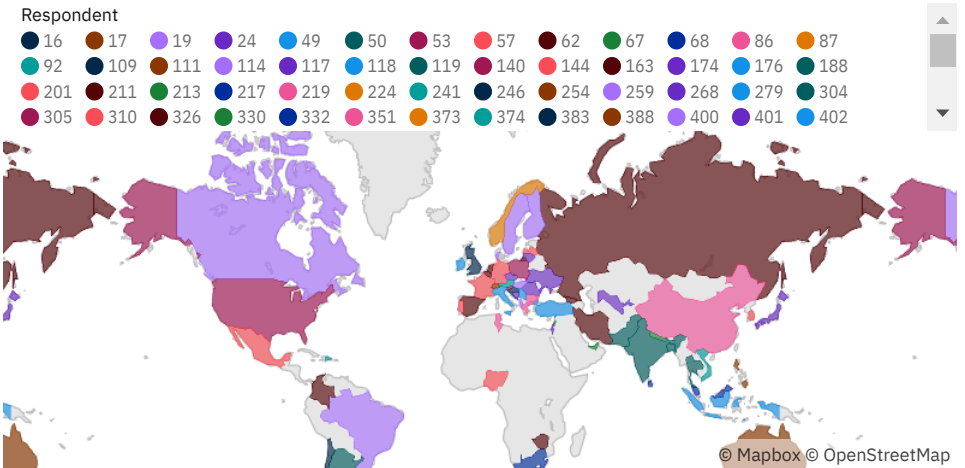 Respondent
16 17 19 24 49 50 53 57 62 67 68 86 87
92 109 111 114 117 118 119 140 144 163 174 176 188
201 211 213 217 219 224 241 246 254 259 268 279 304
305 310 326 330 332 351 373 374 383 388 400 401 402
© Mapbox © OpenStreetMap